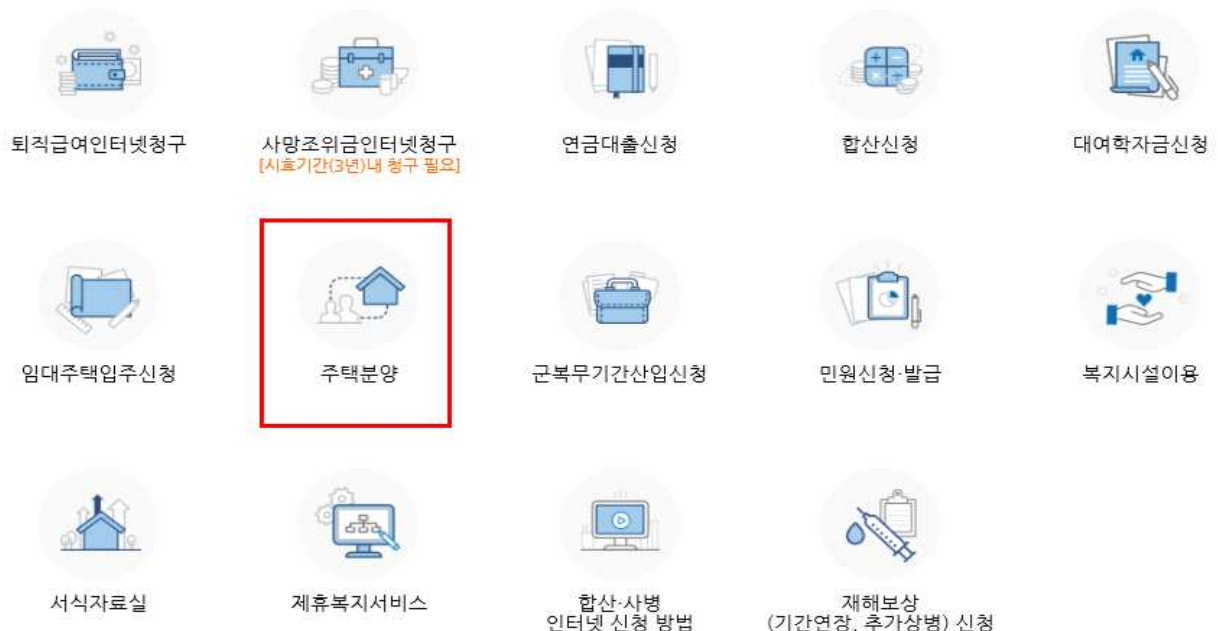 퇴직급여인터넷청구
사망조위금인터넷청구
[시효기간(3년)내 청구 필요]
연금대출신청
합산신청
대여학자금신청
임대주택입주신청
주택분양
군복무기간산입신청
민원신청·발급
복지시설이용
서식자료실
제휴복지서비스
합산·사병
인터넷 신청 방법
재해보상
(기간연장, 추가상병) 신청